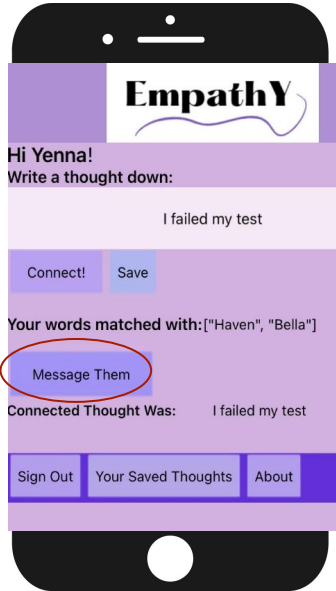 EmpathY
Hi Yenna!
Write a thought down:
I failed my test
Connect! Save
Your words matched with: ["Haven", "Bella"]
Message Them
Connected Thought Was: I failed my test
Sign Out Your Saved Thoughts About